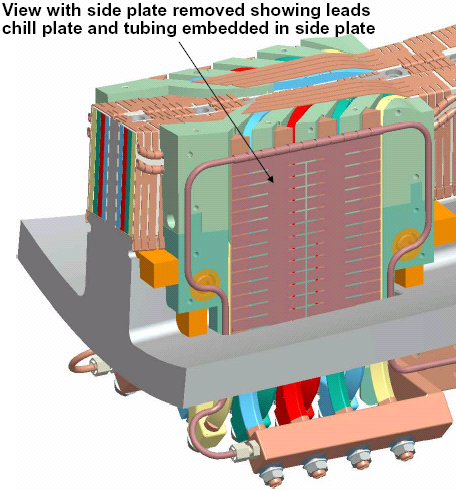 View with side plate removed showing leads
chill plate and tubing embedded in side plate